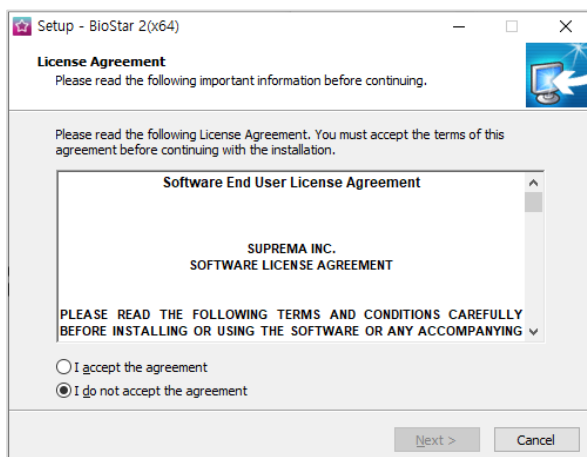 Setup - BioStar 2(x64)
License Agreement
Please read the following important information before continuing.
Please read the following License Agreement. You must accept the terms of this
agreement before continuing with the installation.
Software End User License Agreement
SUPREMA INC.
SOFTWARE LICENSE AGREEMENT
PLEASE READ THE FOLLOWING TERMS AND CONDITIONS CAREFULLY
BEFORE INSTALLING OR USING THE SOFTWARE OR ANY ACCOMPANYING
I accept the agreement
I do not accept the agreement
Next >
Cancel